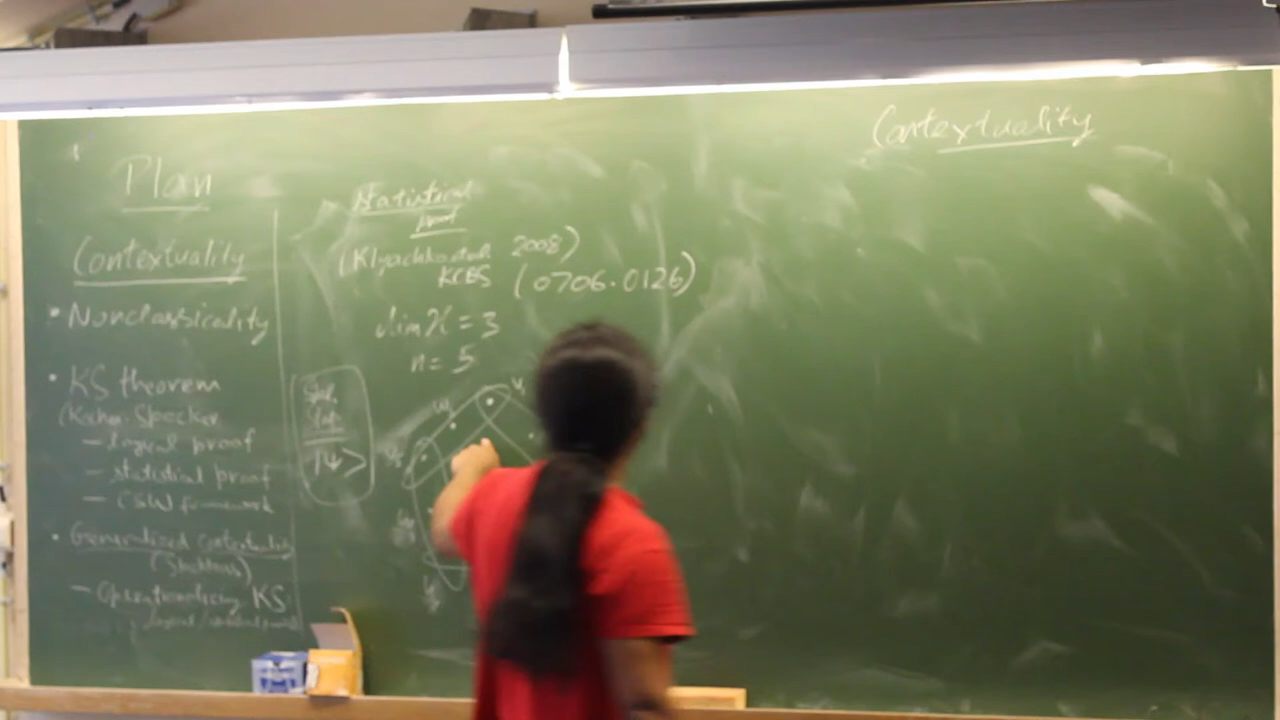 Contextuality
Plan
Contextuality
• Nonclassicality
• KS theorem
(Kochen-Specker
- logical proof
- statistical proof
- CSW framework
• Generalised contextuality
(Spekkens)
- Operationalizing KS
Statistical
proof
(Klyachko et al 2008)
KCBS (0706.0126)
dim H = 3
n = 5
|ψ>